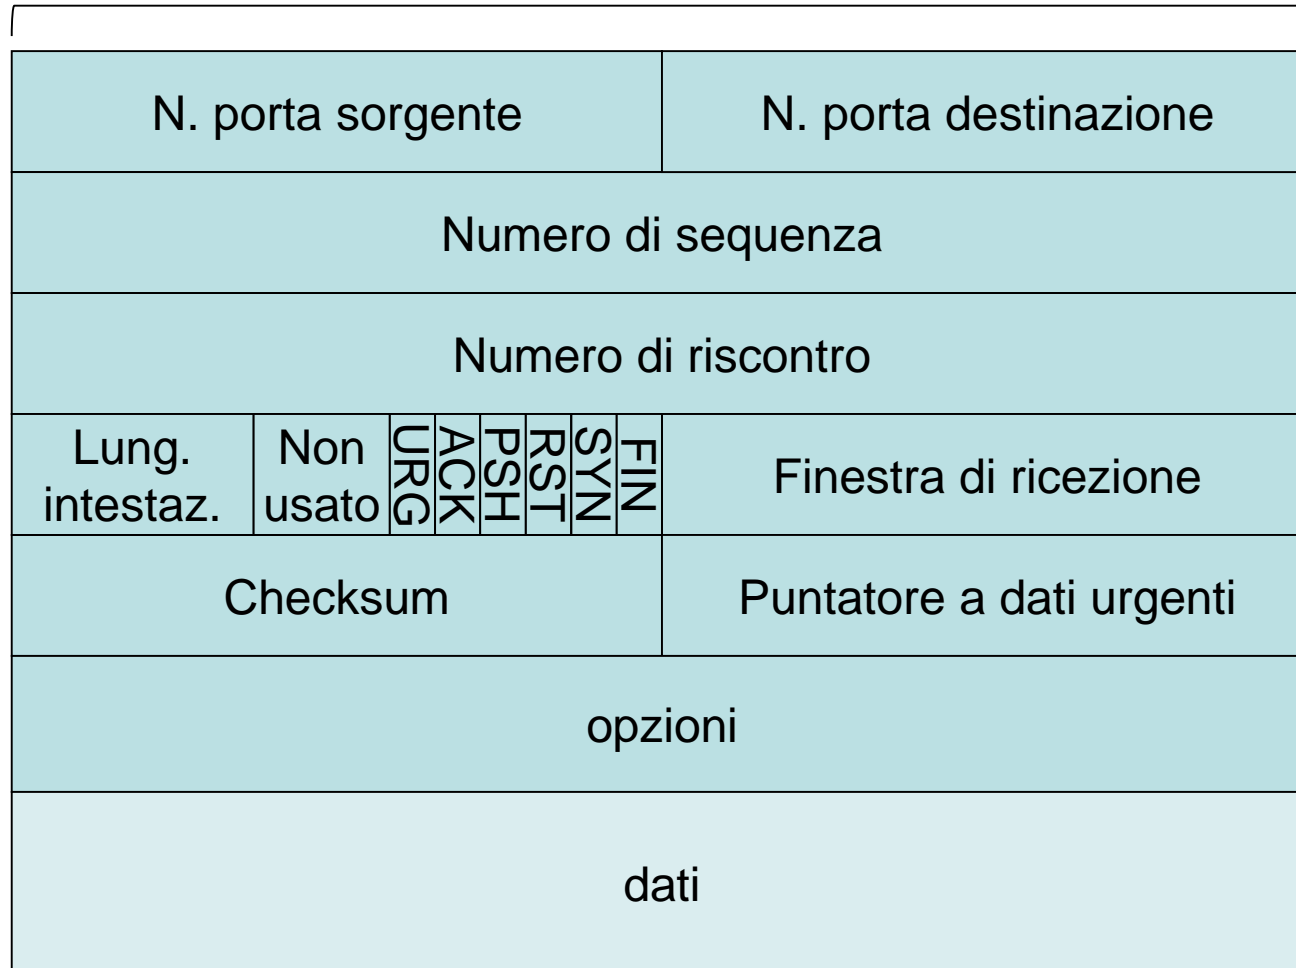 N. porta sorgente
N. porta destinazione
Numero di sequenza
Numero di riscontro
Lung.
intestaz.
Non
usato
URG
ACK
PSH
RST
SYN
FIN
Finestra di ricezione
Checksum
Puntatore a dati urgenti
opzioni
dati